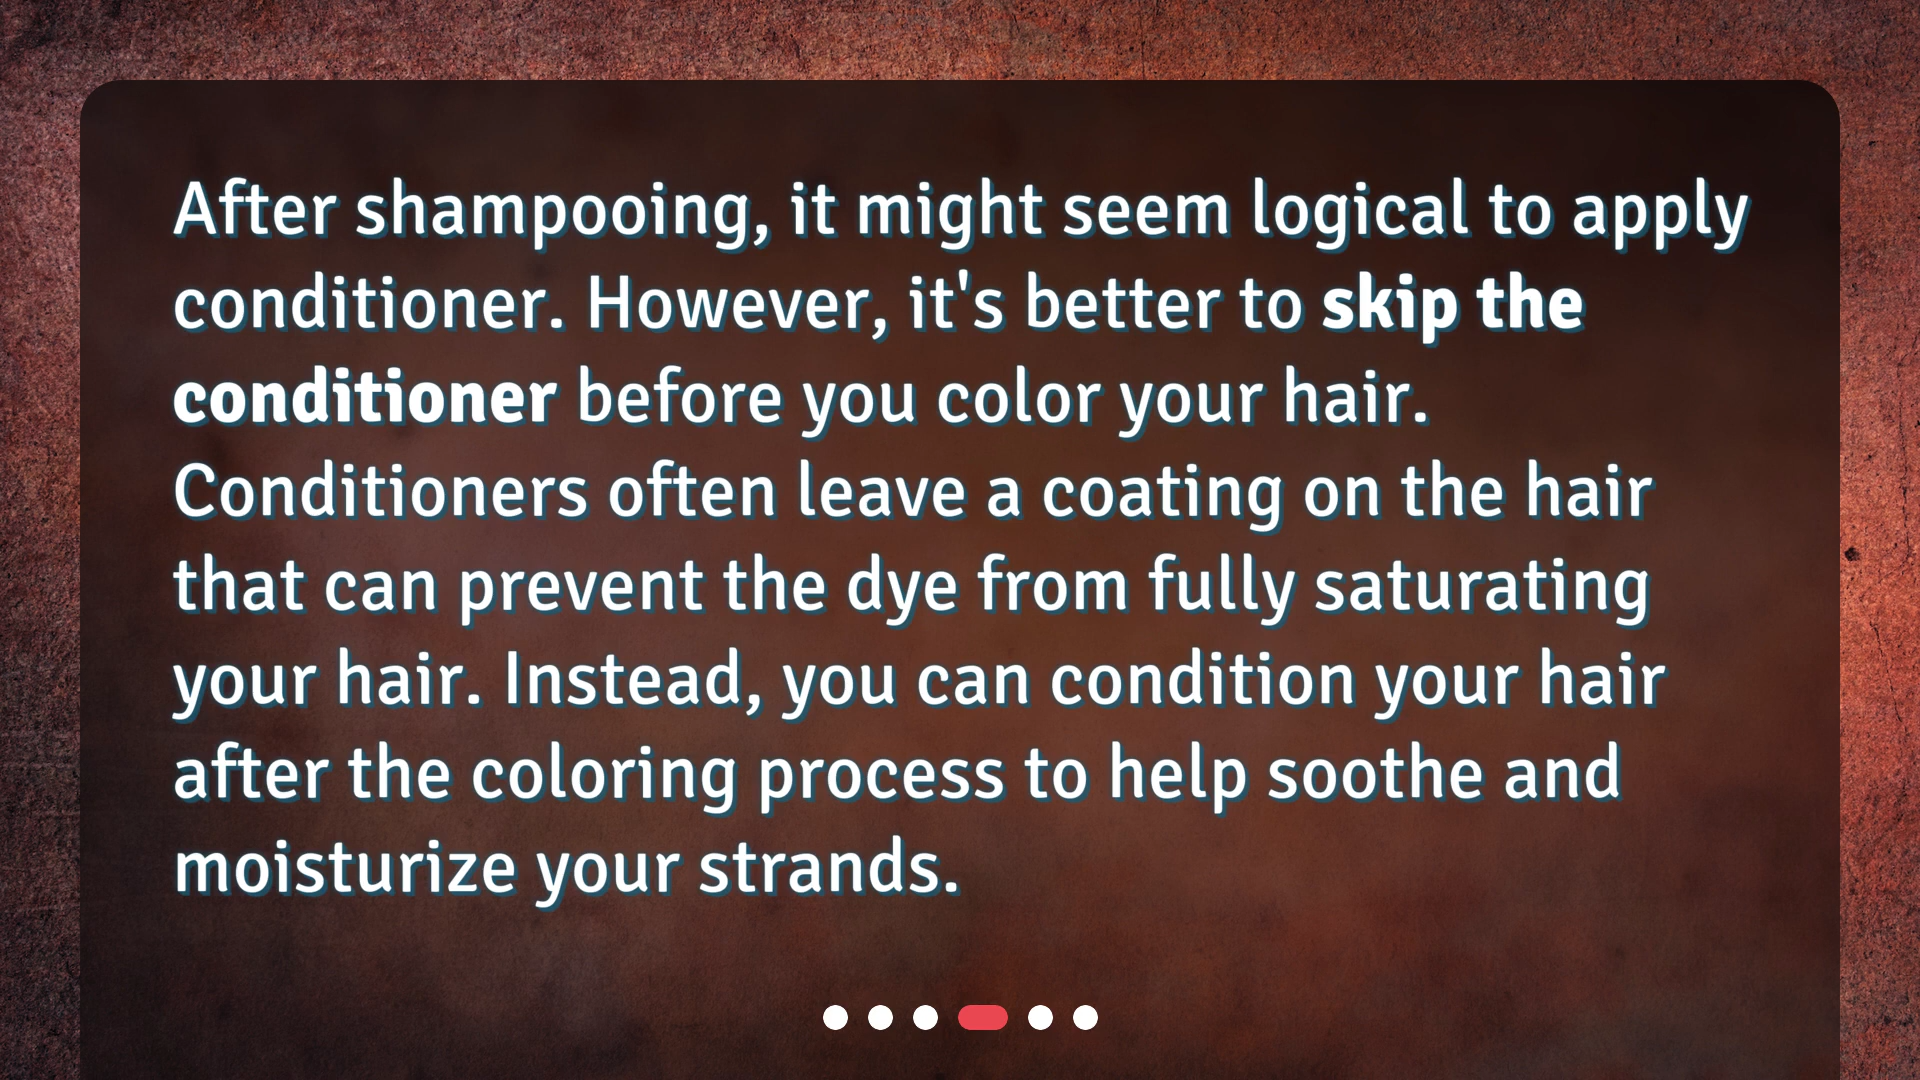 After shampooing, it might seem logical to apply
conditioner. However, it's better to skip the
conditioner before you color your hair.
Conditioners often leave a coating on the hair
that can prevent the dye from fully saturating
your hair. Instead, you can condition your hair
after the coloring process to help soothe and
moisturize your strands.